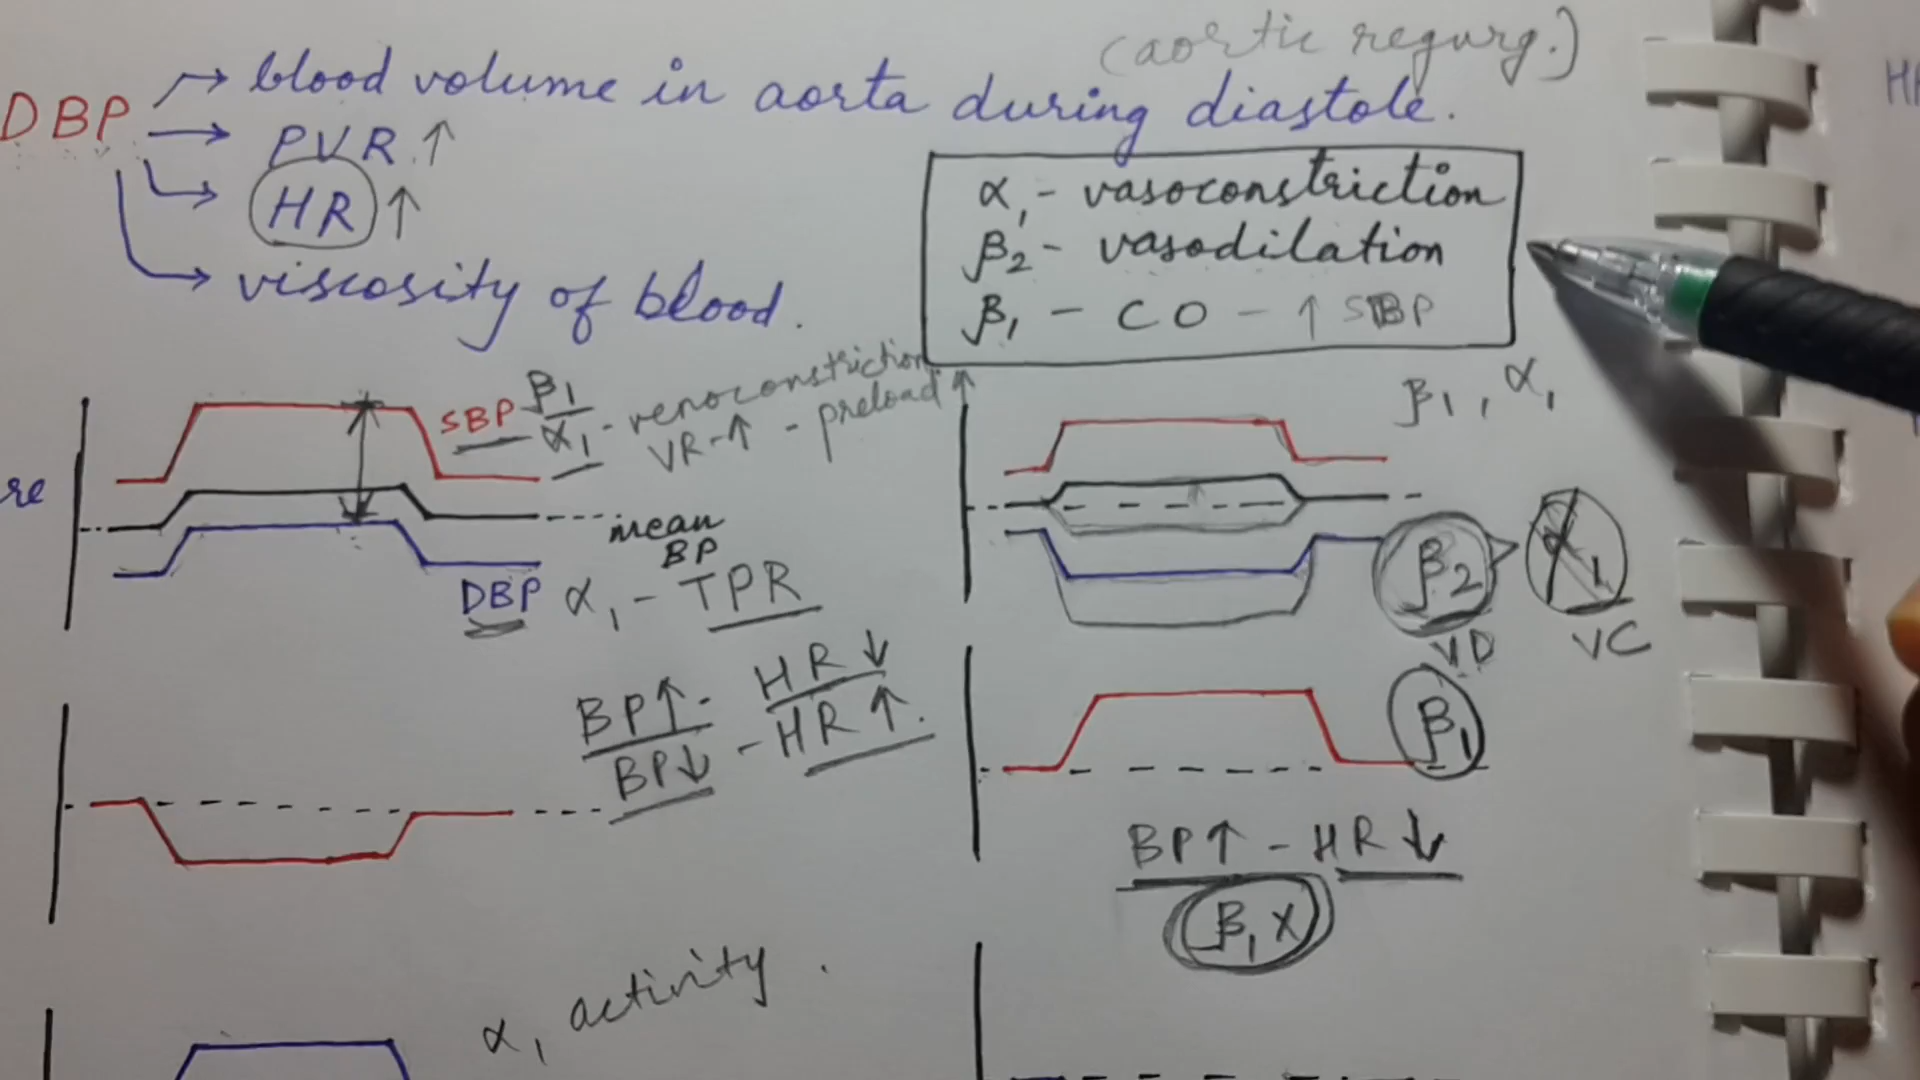 (aortic regurg.)
DBP → blood volume in aorta during diastole.
→ PVR ↑
→ HR ↑
→ viscosity of blood.
α1 - vasoconstriction
β2 - vasodilation
β1 - CO - ↑ SBP
SBP β1
α1 - venoconstriction
VR-↑ - preload ↑
β1, α1
re
mean
BP
DBP α1 - TPR
β2 > α1
VD VC
BP↑ - HR↓
BP↓ - HR↑.
β1
BP↑ - HR↓
β1 X
α1 activity.